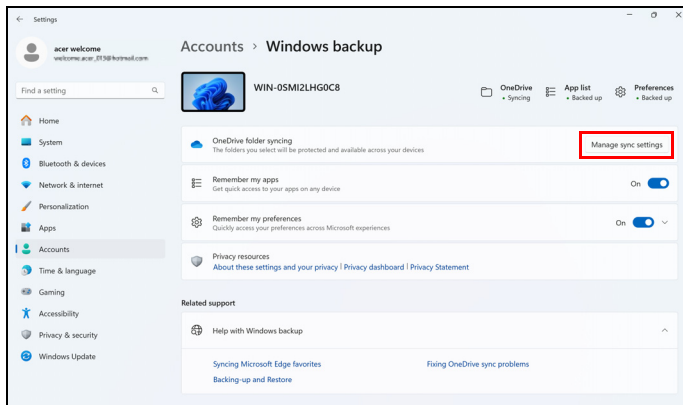 Settings
acer welcome
Find a setting
Home
System
Bluetooth & devices
Network & internet
Personalization
Apps
Accounts
Time & language
Gaming
Accessibility
Privacy & security
Windows Update
Accounts > Windows backup
WIN-0SMI2LHG0C8
OneDrive
• Syncing
App list
• Backed up
Preferences
• Backed up
OneDrive folder syncing
The folders you select will be protected and available across your devices
Manage sync settings
Remember my apps
Get quick access to your apps on any device
On
Remember my preferences
Quickly access your preferences across Microsoft experiences
On
Privacy resources
About these settings and your privacy | Privacy dashboard | Privacy Statement
Related support
Help with Windows backup
Syncing Microsoft Edge favorites
Fixing OneDrive sync problems
Backing-up and Restore